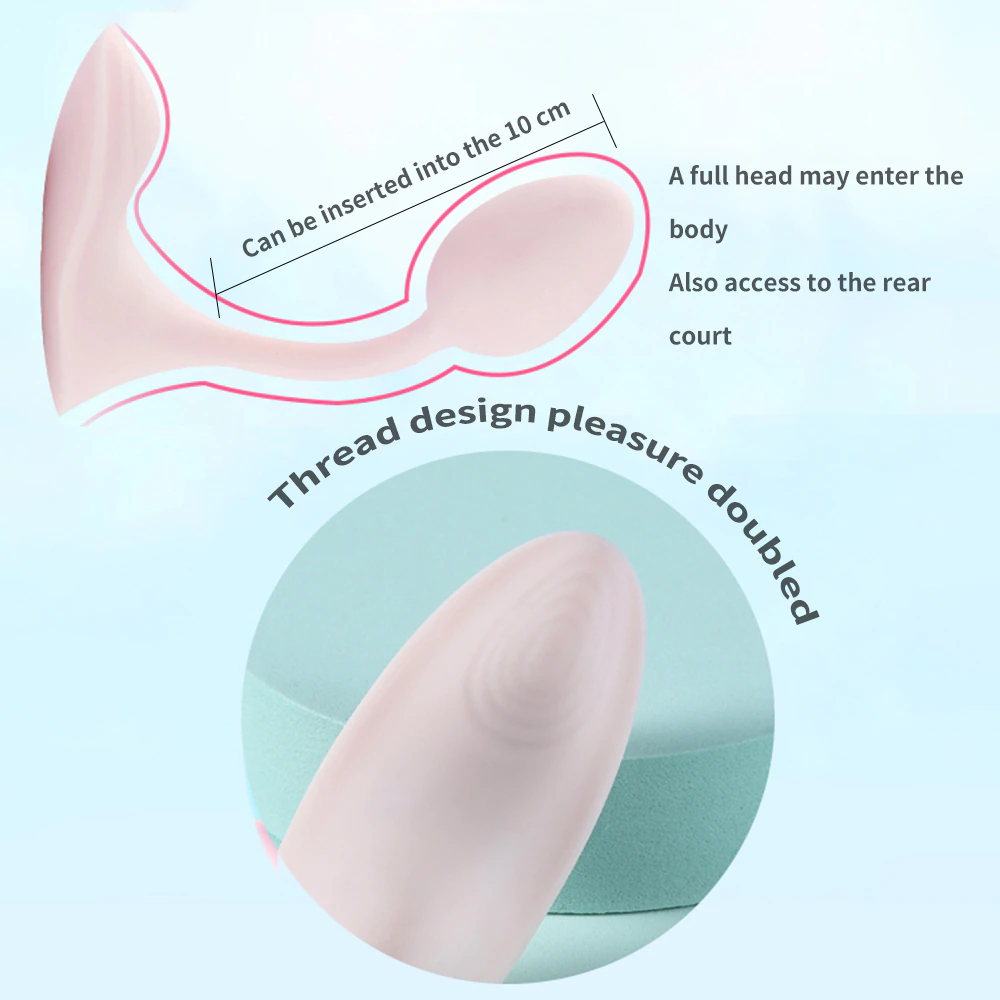 Can be inserted into the 10 cm
A full head may enter the
body
Also access to the rear
court
Thread design pleasure doubled